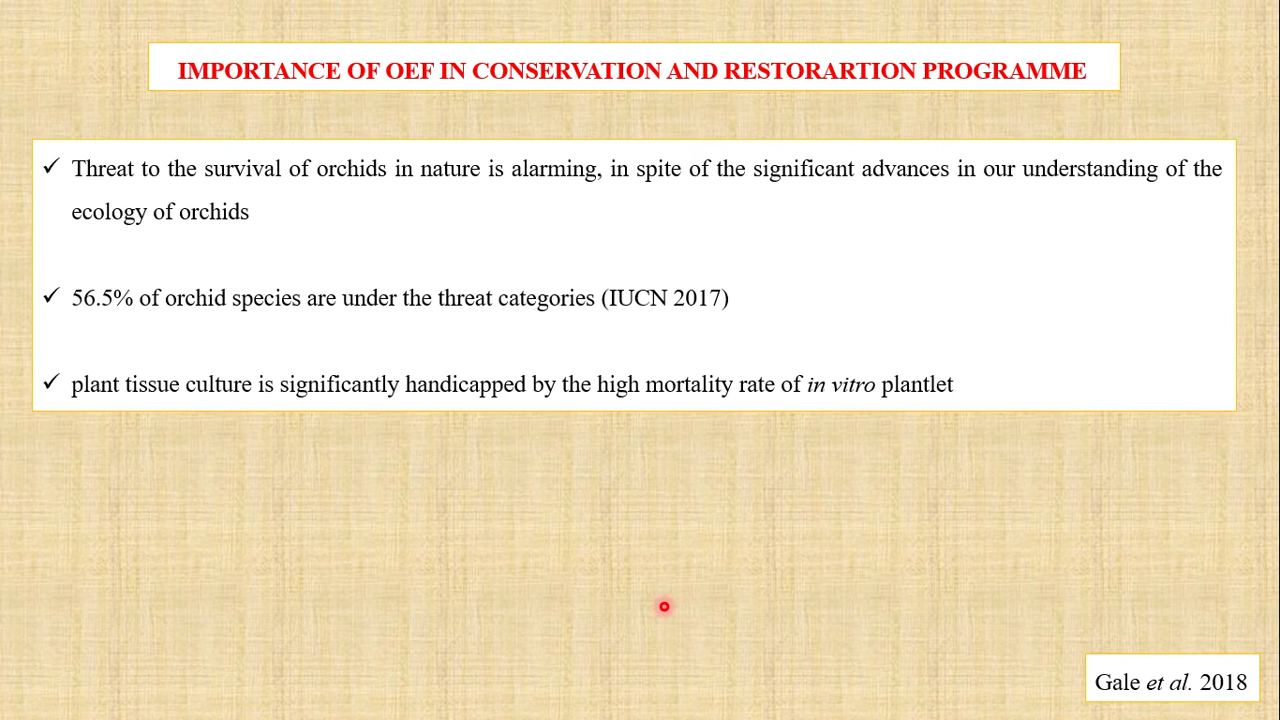 IMPORTANCE OF OEF IN CONSERVATION AND RESTORARTION PROGRAMME
✓ Threat to the survival of orchids in nature is alarming, in spite of the significant advances in our understanding of the
ecology of orchids
✓ 56.5% of orchid species are under the threat categories (IUCN 2017)
✓ plant tissue culture is significantly handicapped by the high mortality rate of in vitro plantlet
Gale et al. 2018